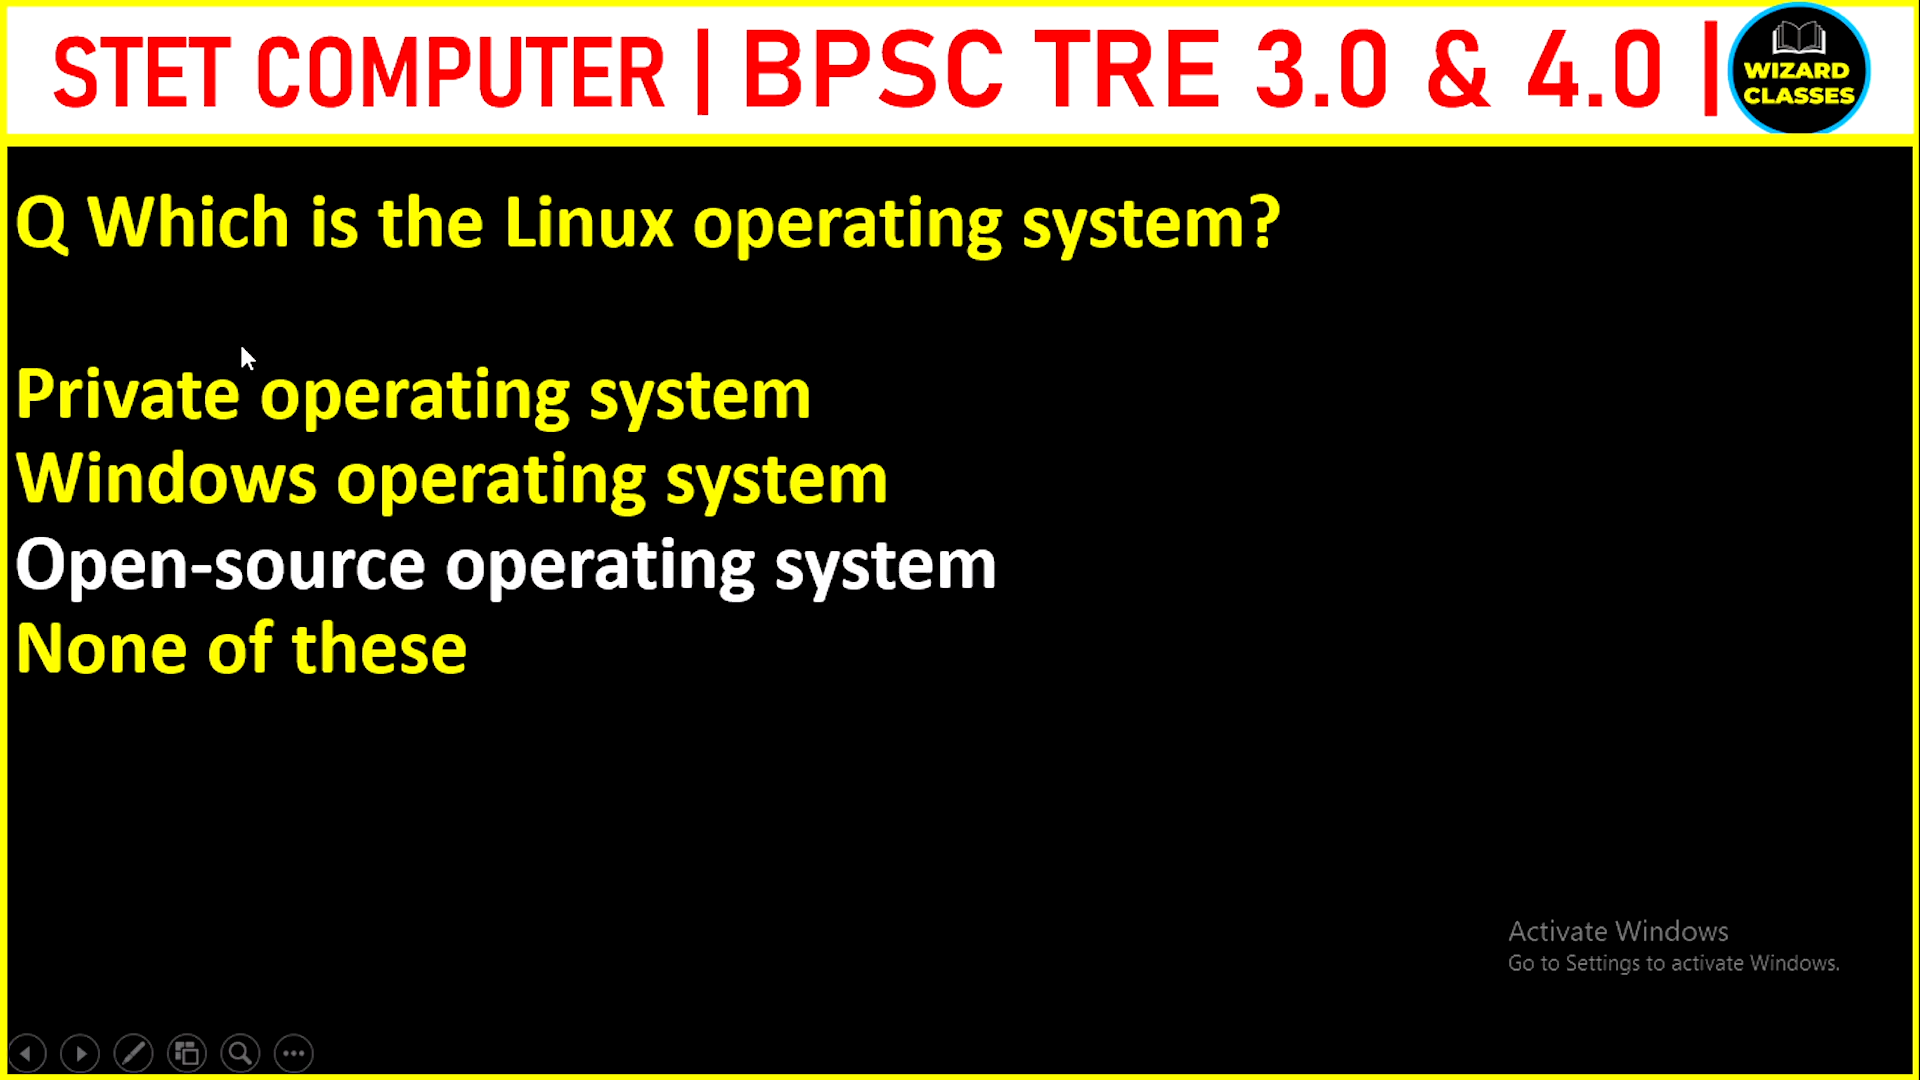 STET COMPUTER | BPSC TRE 3.0 & 4.0 |
WIZARD
CLASSES
Q Which is the Linux operating system?
Private operating system
Windows operating system
Open-source operating system
None of these
Activate Windows
Go to Settings to activate Windows.